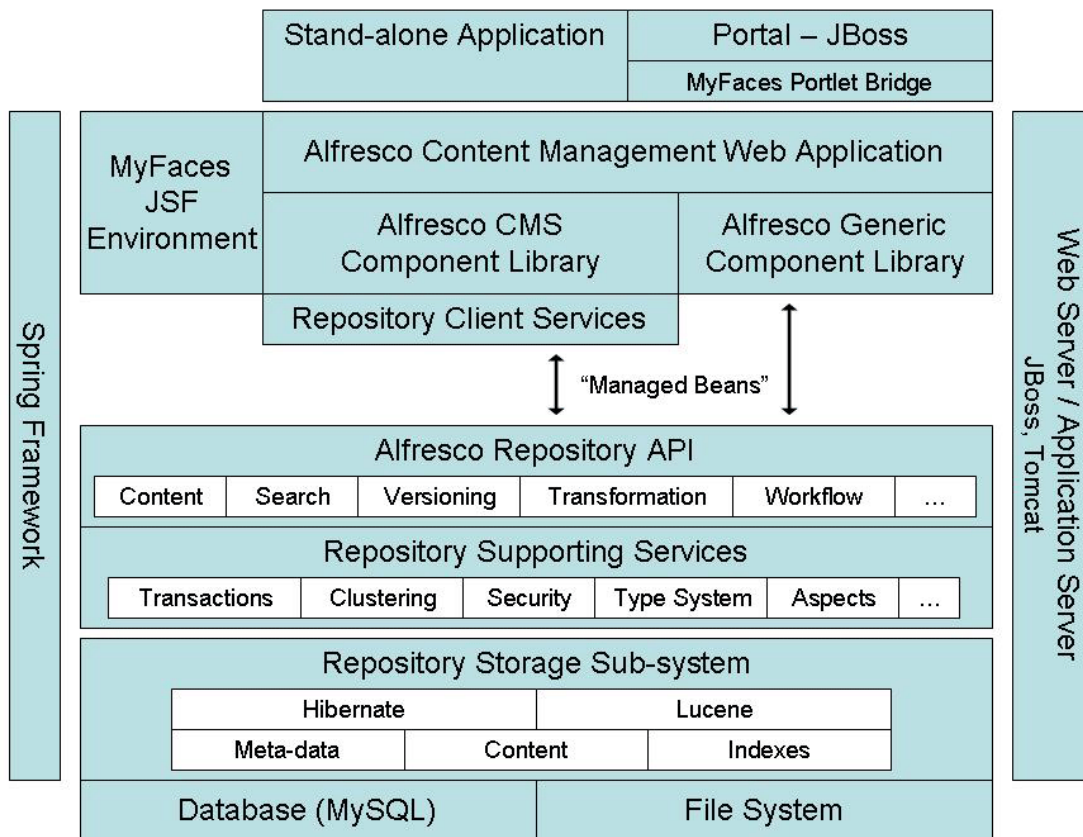 Stand-alone Application
Portal – JBoss
MyFaces Portlet Bridge
Spring Framework
MyFaces
JSF
Environment
Alfresco Content Management Web Application
Alfresco CMS
Component Library
Alfresco Generic
Component Library
Repository Client Services
“Managed Beans”
Alfresco Repository API
Content
Search
Versioning
Transformation
Workflow
...
Repository Supporting Services
Transactions
Clustering
Security
Type System
Aspects
...
Repository Storage Sub-system
Hibernate
Lucene
Meta-data
Content
Indexes
Database (MySQL)
File System
Web Server / Application Server
JBoss, Tomcat